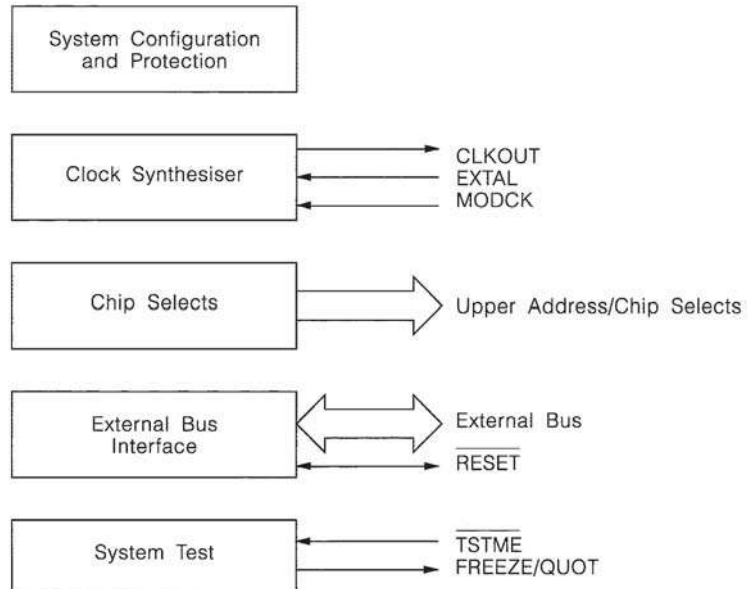 System Configuration
and Protection
Clock Synthesiser
CLKOUT
EXTAL
MODCK
Chip Selects
Upper Address/Chip Selects
External Bus
Interface
External Bus
RESET
System Test
TSTME
FREEZE/QUOT